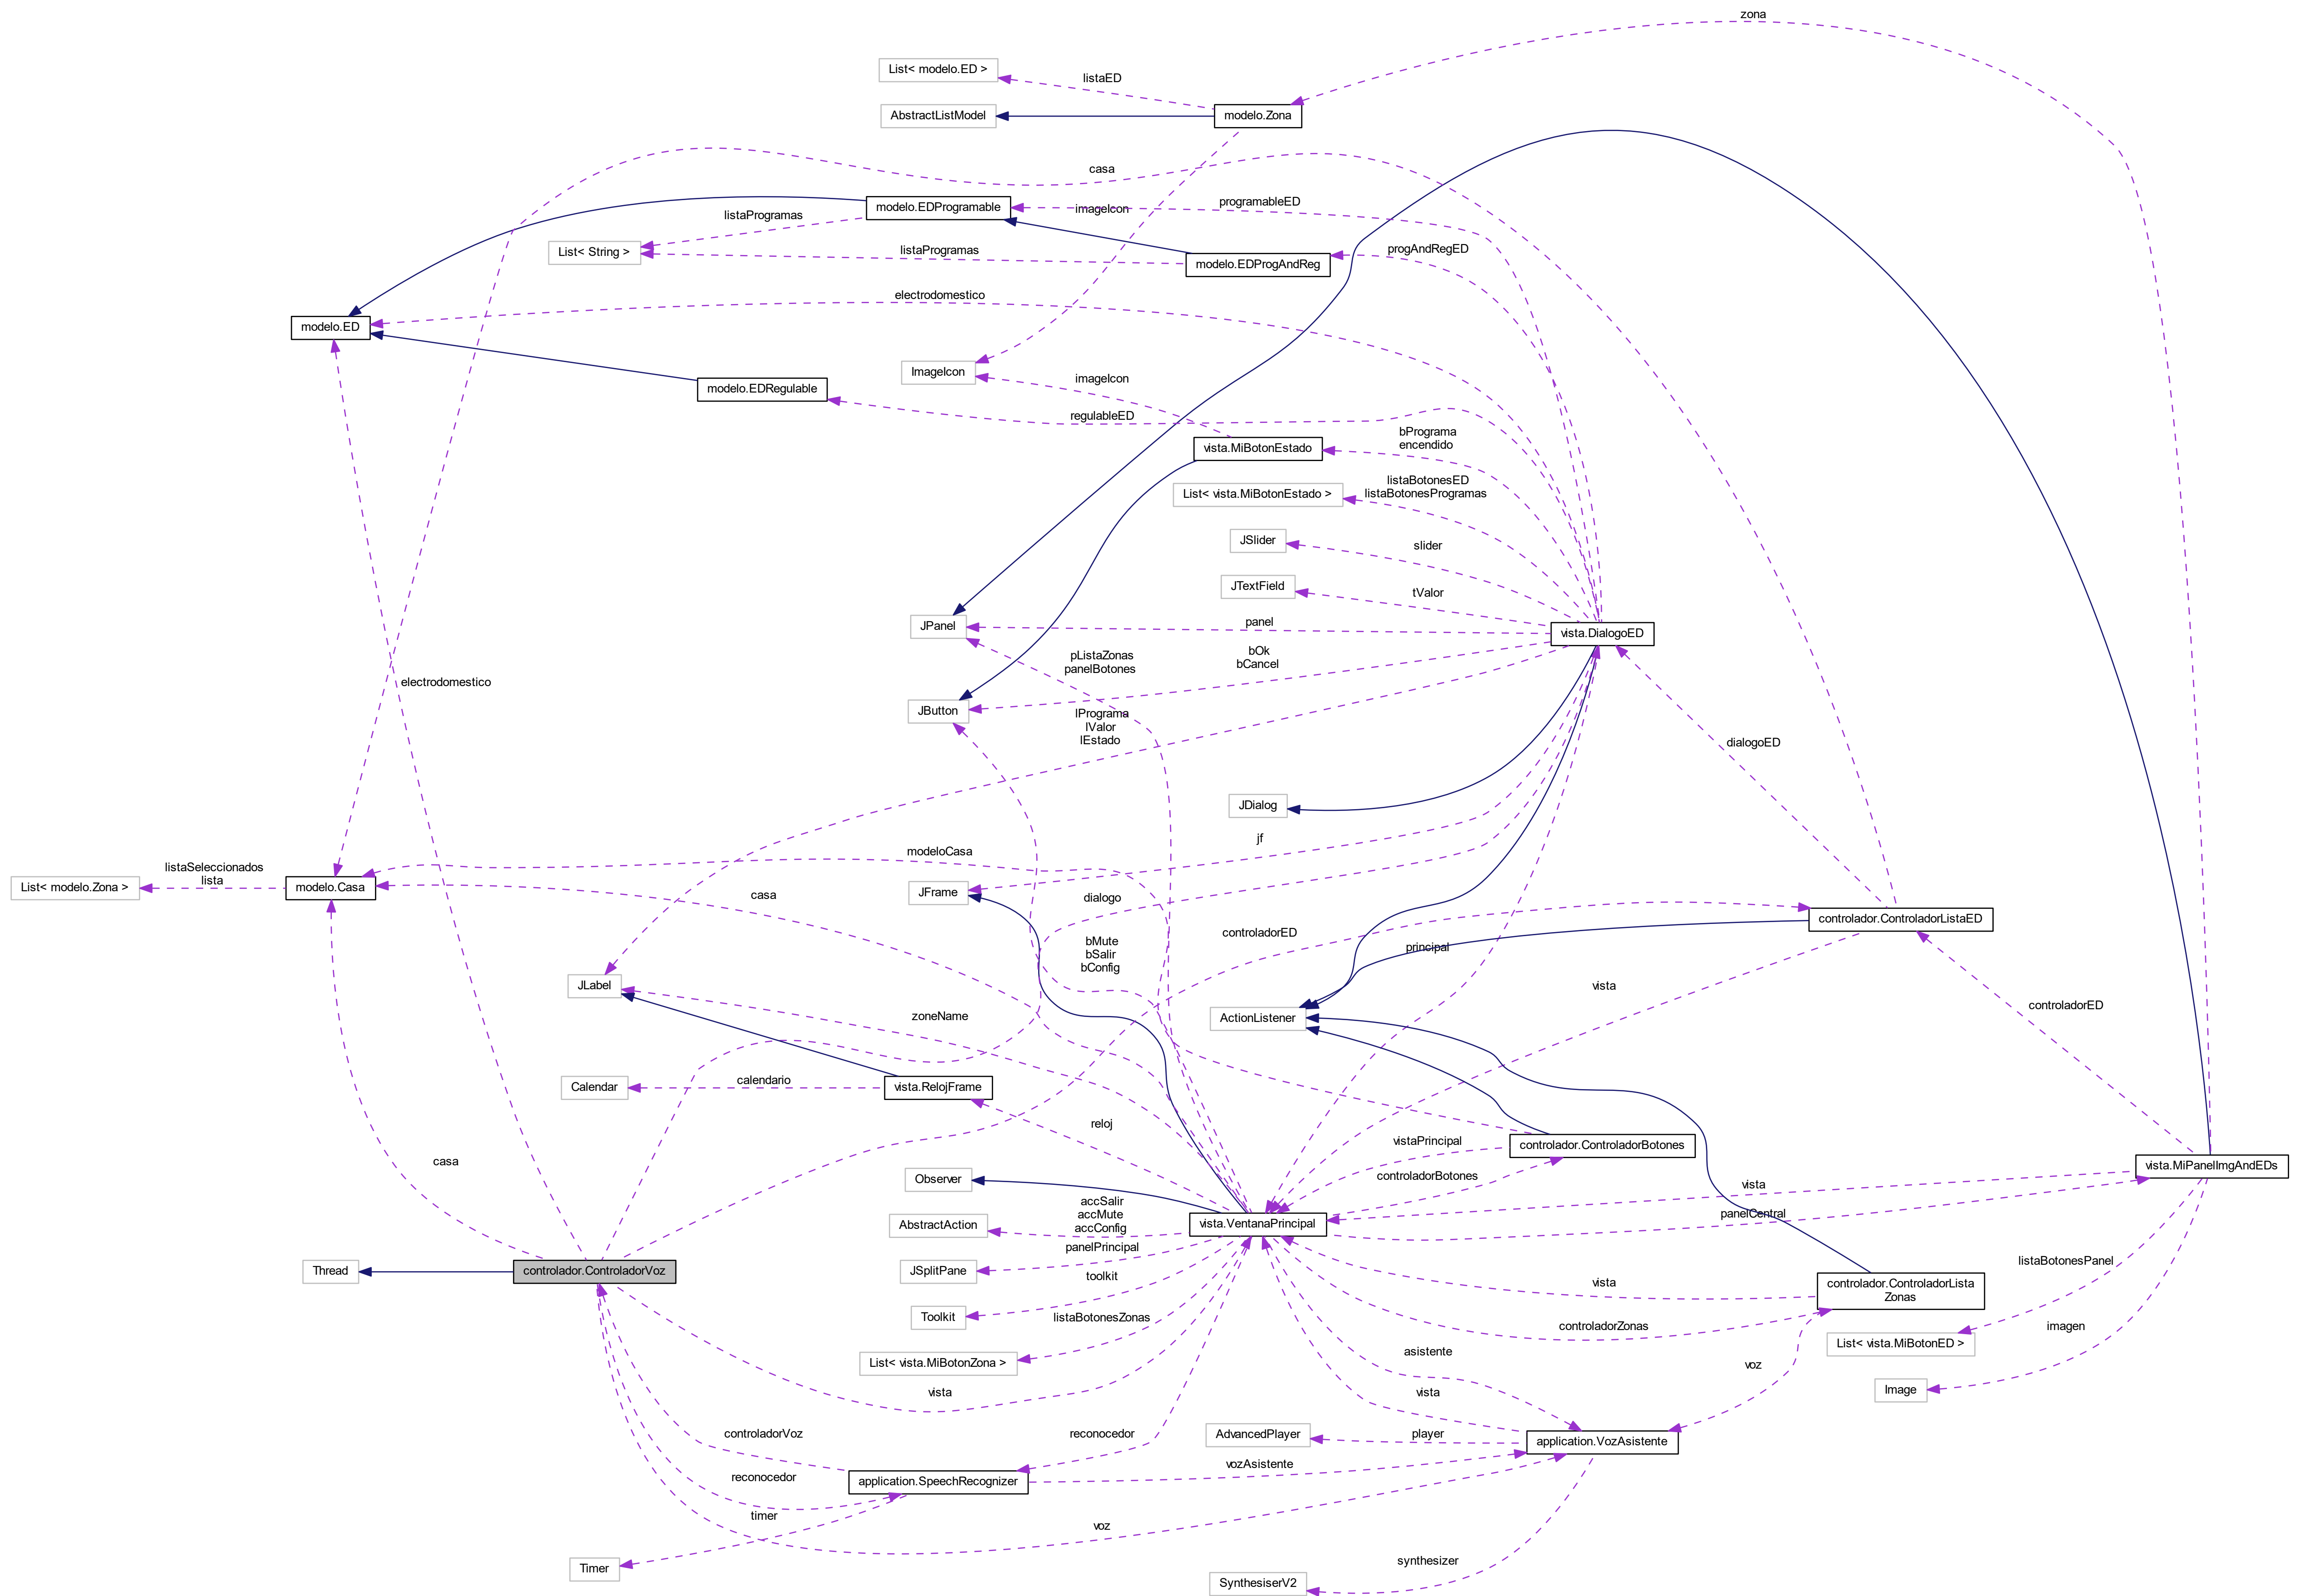 zona
List< modelo.ED >
listaED
AbstractListModel
modelo.Zona
casa
modelo.EDProgramable
imageIcon
programableED
listaProgramas
List< String >
listaProgramas
modelo.EDProgAndReg
progAndRegED
electrodomestico
modelo.ED
ImageIcon
imageIcon
modelo.EDRegulable
regulableED
bPrograma
encendido
vista.MiBotonEstado
listaBotonesED
listaBotonesProgramas
List< vista.MiBotonEstado >
JSlider
slider
JTextField
tValor
JPanel
panel
vista.DialogoED
pListaZonas
panelBotones
bOk
bCancel
electrodomestico
JButton
lPrograma
lValor
lEstado
dialogoED
JDialog
jf
modeloCasa
listaSeleccionados
lista
List< modelo.Zona >
modelo.Casa
casa
JFrame
dialogo
controlador.ControladorListaED
controladorED
bMute
bSalir
bConfig
principal
JLabel
vista
controladorED
zoneName
ActionListener
Calendar
calendario
vista.RelojFrame
reloj
vistaPrincipal
controlador.ControladorBotones
casa
Observer
controladorBotones
vista
vista.MiPanelImgAndEDs
accSalir
accMute
accConfig
AbstractAction
vista.VentanaPrincipal
panelCentral
panelPrincipal
Thread
controlador.ControladorVoz
JSplitPane
toolkit
vista
listaBotonesPanel
controlador.ControladorLista
Zonas
Toolkit
listaBotonesZonas
controladorZonas
imagen
List< vista.MiBotonED >
List< vista.MiBotonZona >
asistente
voz
vista
vista
Image
controladorVoz
reconocedor
AdvancedPlayer
player
application.VozAsistente
vozAsistente
reconocedor
application.SpeechRecognizer
timer
voz
Timer
synthesizer
SynthesiserV2